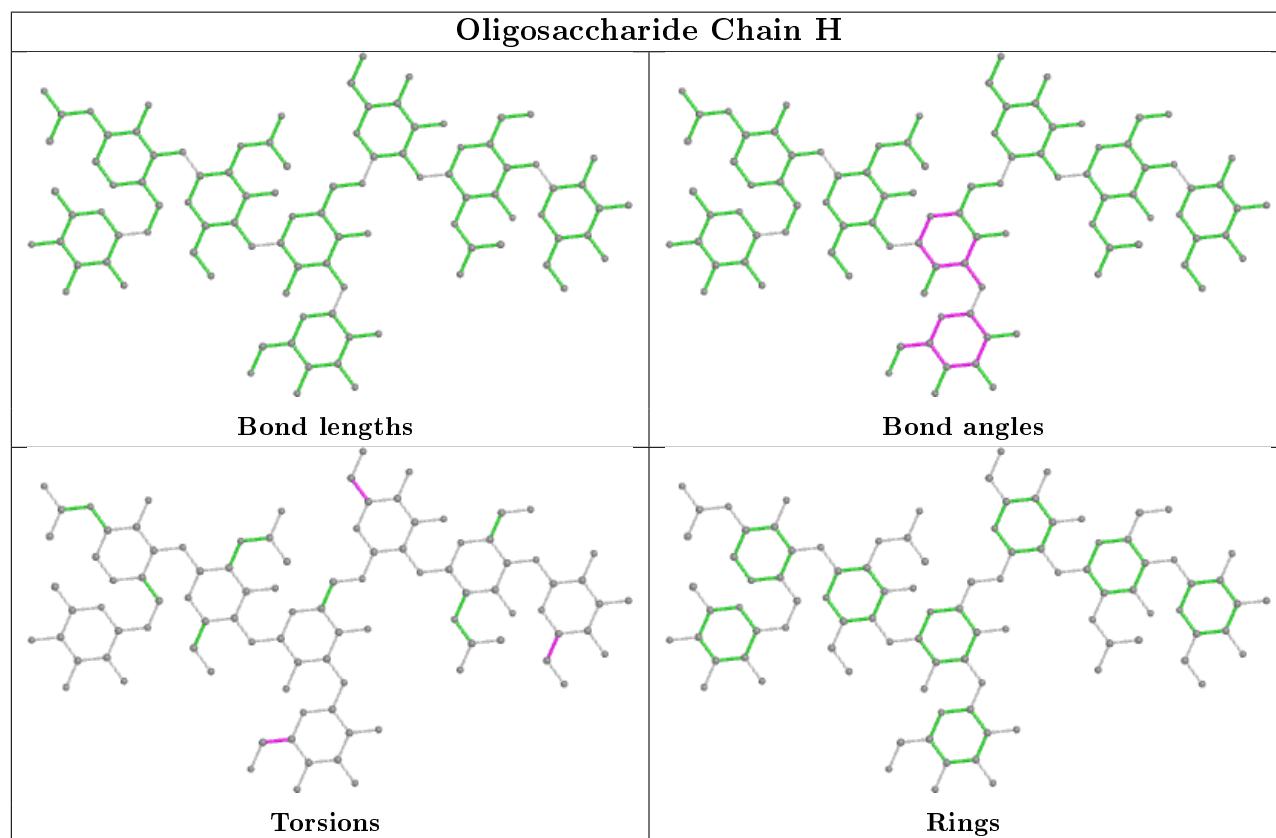 Oligosaccharide Chain H
Bond lengths
Bond angles
Torsions
Rings